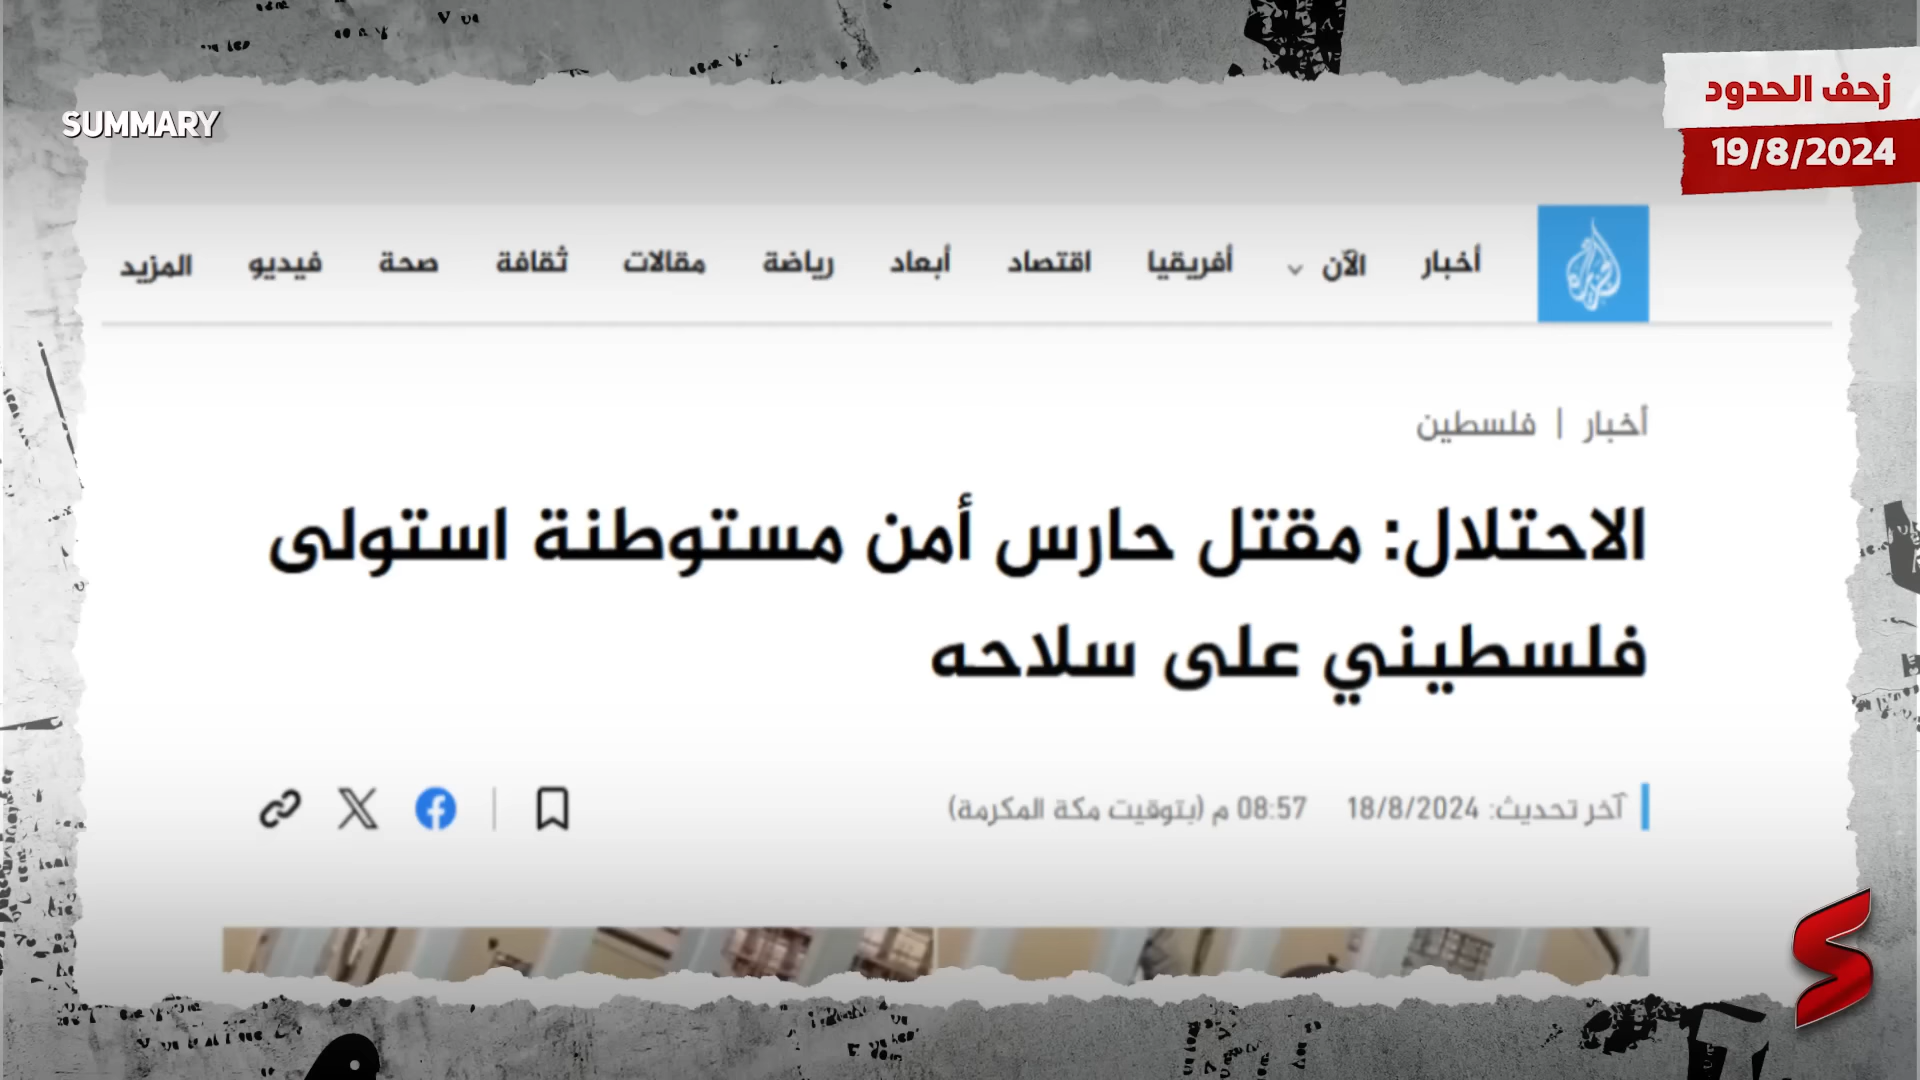 SUMMARY
زحف الحدود
19/8/2024
أخبار الآن أفريقيا اقتصاد أبعاد رياضة مقالات ثقافة صحة فيديو المزيد
أخبار | فلسطين
الاحتلال: مقتل حارس أمن مستوطنة استولى
فلسطيني على سلاحه
آخر تحديث: 18/8/2024 08:57 م (بتوقيت مكة المكرمة)